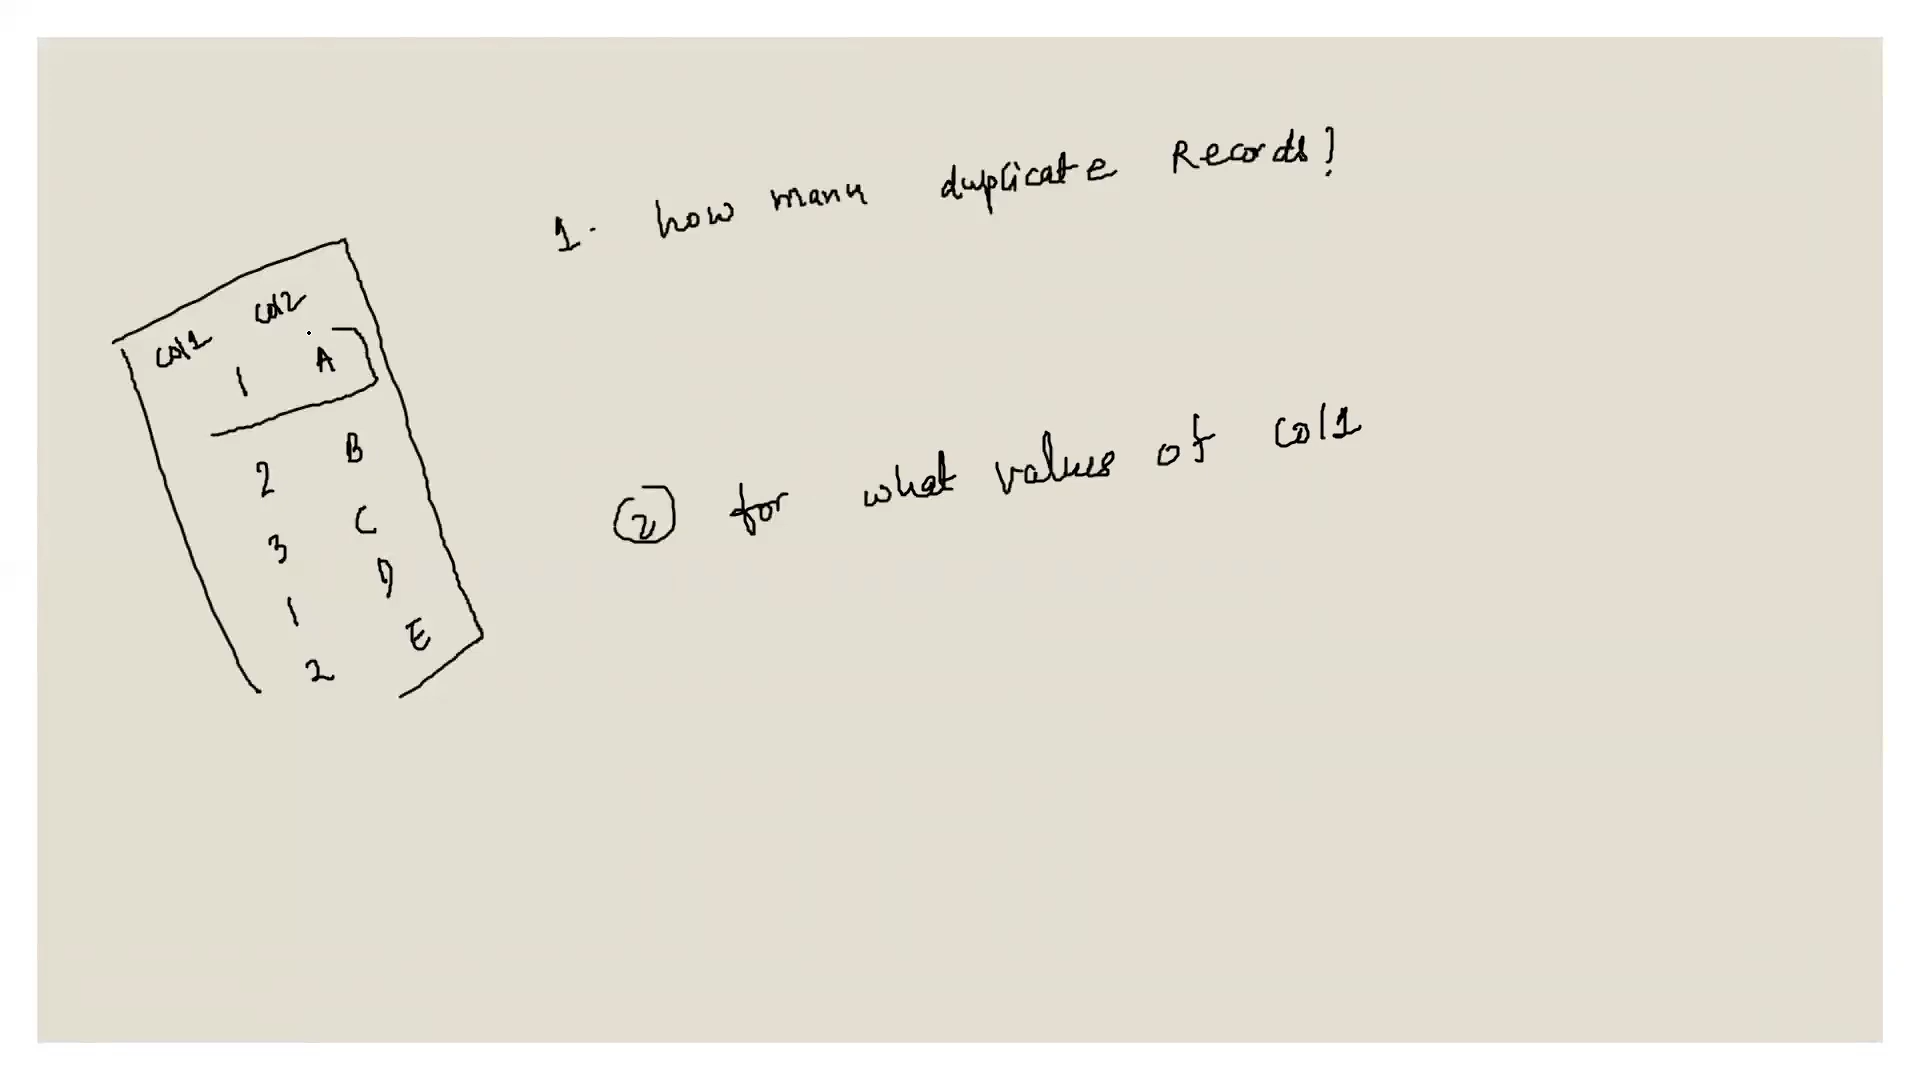 1. how many duplicate Records?
col1 col2
1 A
2 B
3 C
1 D
2 E
2 for what values of col1